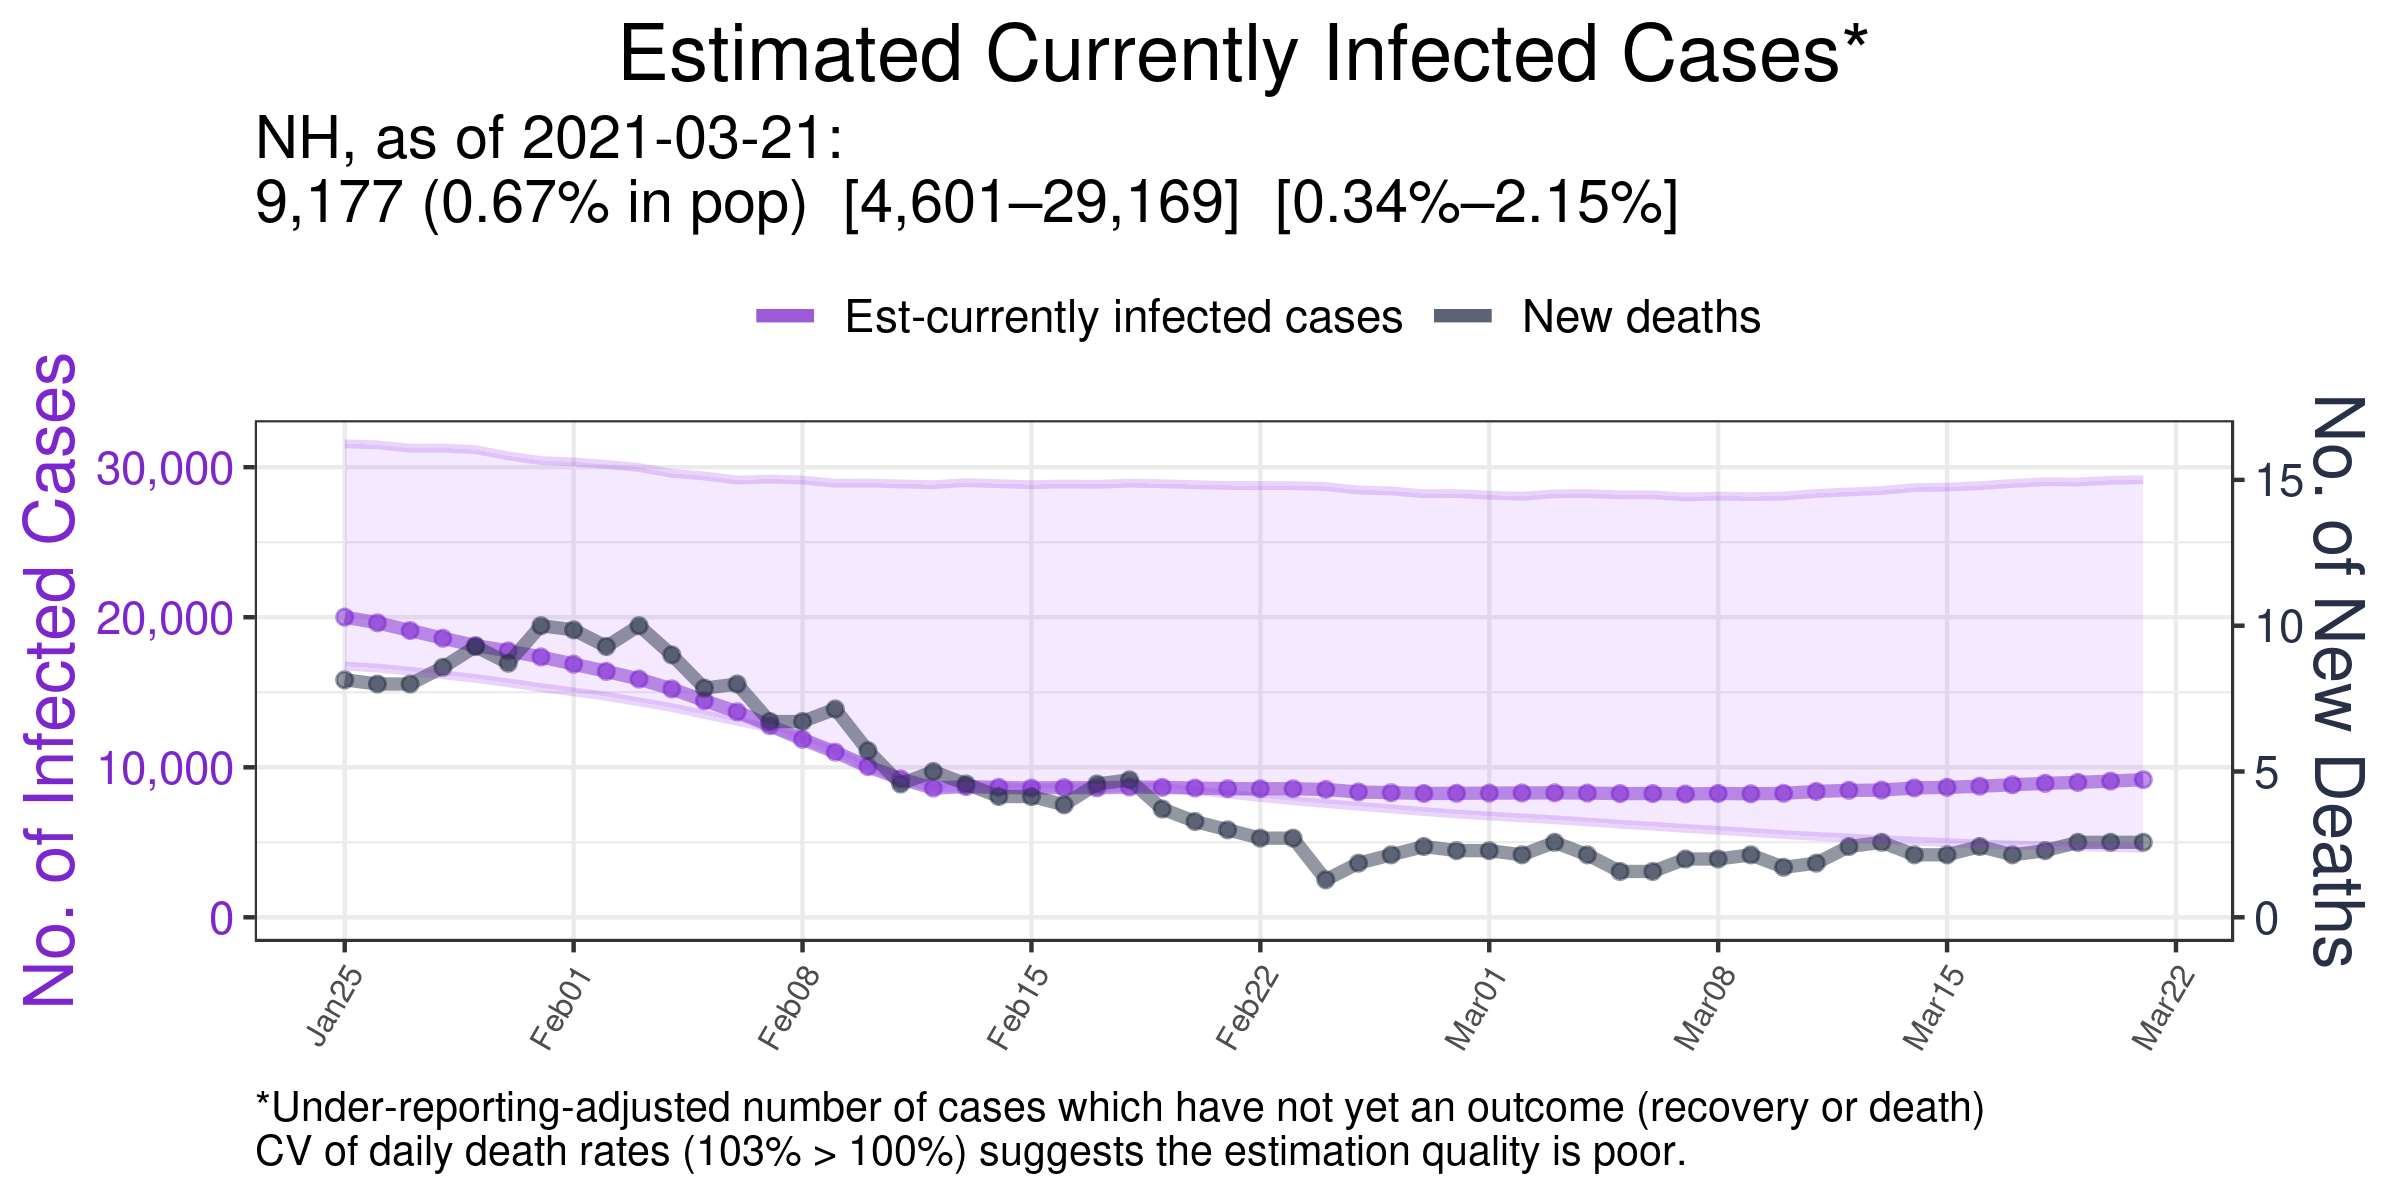 Estimated Currently Infected Cases*
NH, as of 2021-03-21:
9,177 (0.67% in pop)  [4,601–29,169]  [0.34%–2.15%]
Est-currently infected cases
New deaths
No. of Infected Cases
30,000
20,000
10,000
0
No. of New Deaths
15
10
5
0
Jan25
Feb01
Feb08
Feb15
Feb22
Mar01
Mar08
Mar15
Mar22
*Under-reporting-adjusted number of cases which have not yet an outcome (recovery or death)
CV of daily death rates (103% > 100%) suggests the estimation quality is poor.